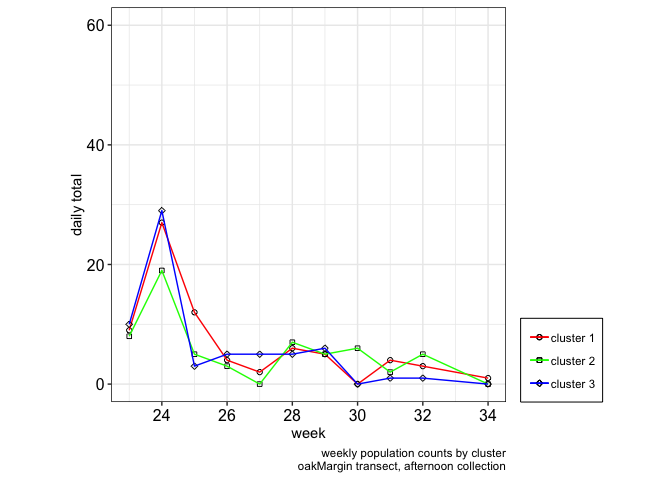 60
40
20
0
daily total
24 26 28 30 32 34
week
cluster 1
cluster 2
cluster 3
weekly population counts by cluster
oakMargin transect, afternoon collection